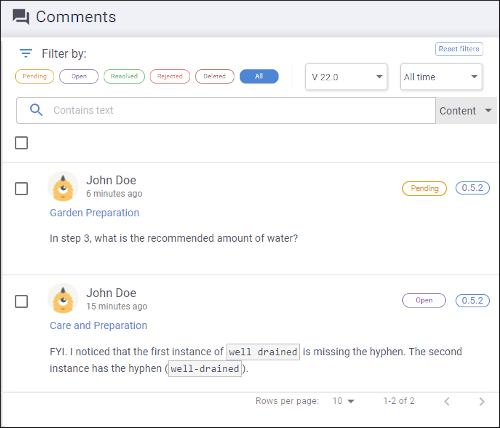 Comments
Filter by:
Reset filters
Pending Open Resolved Rejected Deleted All
V 22.0
All time
Contains text
Content
John Doe
6 minutes ago
Pending
0.5.2
Garden Preparation
In step 3, what is the recommended amount of water?
John Doe
15 minutes ago
Open
0.5.2
Care and Preparation
FYI. I noticed that the first instance of well drained is missing the hyphen. The second
instance has the hyphen (well-drained).
Rows per page: 10 1-2 of 2